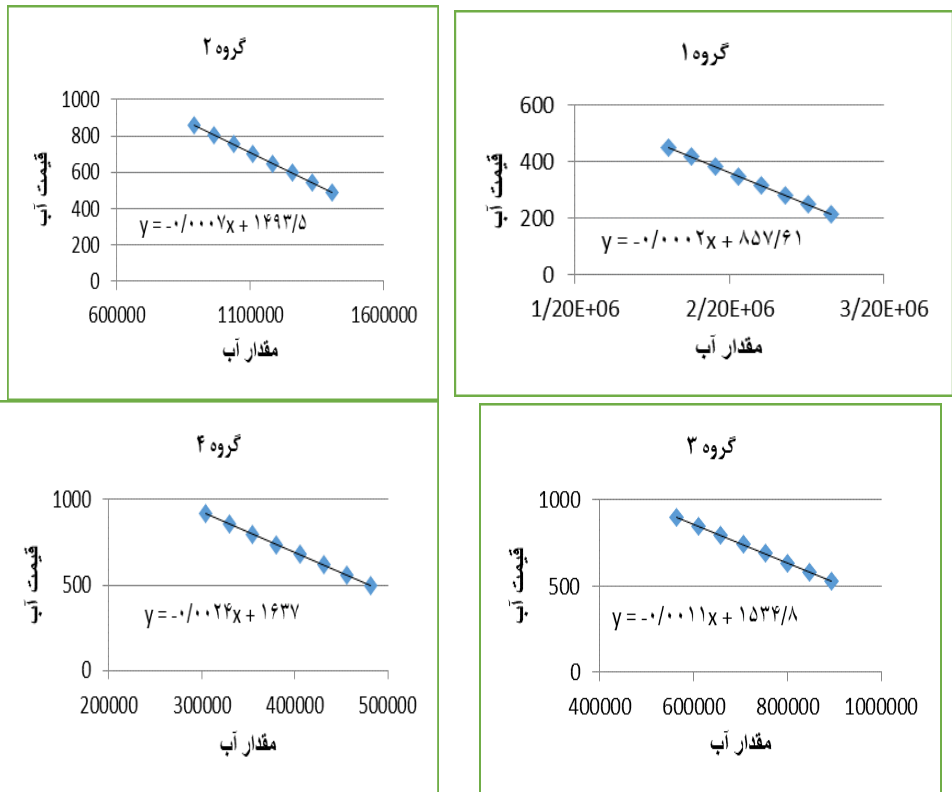 گروه ۱
600
400
200
0
1/20E+06 2/20E+06 3/20E+06
قیمت آب
مقدار آب
y = -۰/۰۰۰۲x + ۸۵۷/۶۱
گروه ۲
1000
800
600
400
200
0
600000 1100000 1600000
قیمت آب
مقدار آب
y = -۰/۰۰۰۷x + ۱۴۹۳/۵
گروه ۳
1000
500
0
400000 600000 800000 1000000
قیمت آب
مقدار آب
y = -۰/۰۰۱۱x + ۱۵۳۴/۸
گروه ۴
1000
500
0
200000 300000 400000 500000
قیمت آب
مقدار آب
y = -۰/۰۰۲۴x + ۱۶۳۷